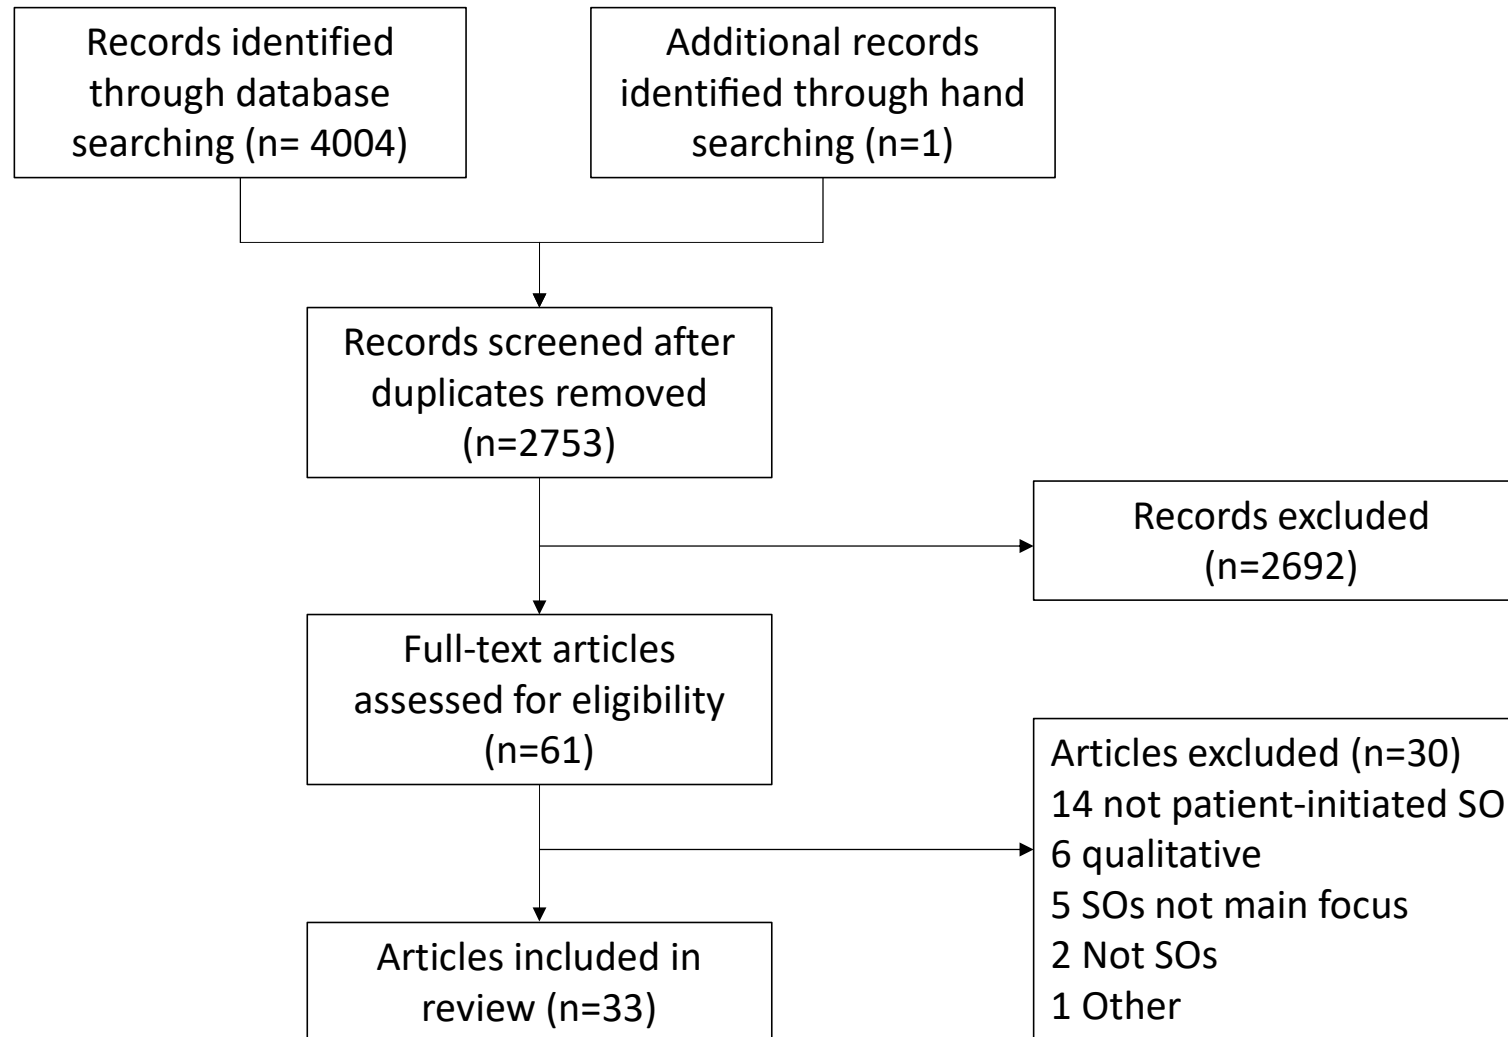 Records identified
through database
searching (n= 4004)
Additional records
identified through hand
searching (n=1)
Records screened after
duplicates removed
(n=2753)
Records excluded
(n=2692)
Full-text articles
assessed for eligibility
(n=61)
Articles excluded (n=30)
14 not patient-initiated SO
6 qualitative
5 SOs not main focus
2 Not SOs
1 Other
Articles included in
review (n=33)